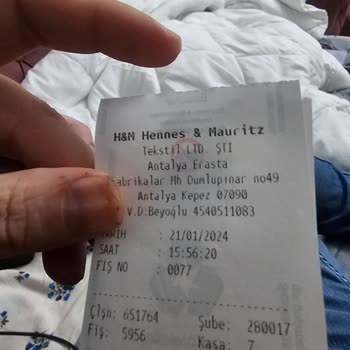 H&M Hennes & Mauritz
Tekstil LTD. ŞTİ
Antalya Erasta
Fabrikalar Mh Dumlupinar no49
Antalya Kepez 07090
V.D:Beyoğlu 4540511083
TARİH : 21/01/2024
SAAT : 15:56:20
FİŞ NO : 0077
Çlşn: 651764 Şube: 280017
Fiş: 5956 Kasa: 7